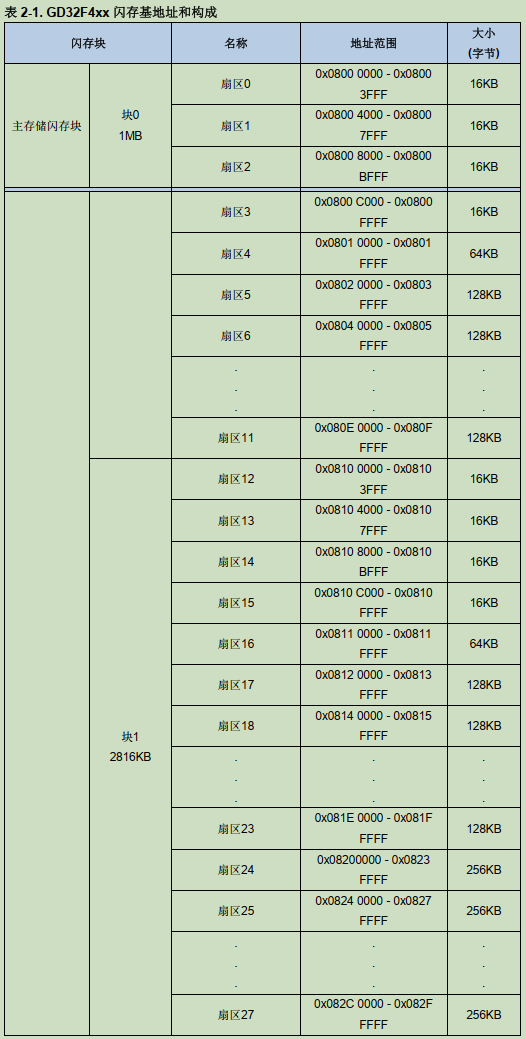 表 2-1. GD32F4xx 闪存基地址和构成
闪存块 名称 地址范围 大小
(字节)
主存储闪存块 块0
1MB
扇区0 0x0800 0000 - 0x0800
3FFF 16KB
扇区1 0x0800 4000 - 0x0800
7FFF 16KB
扇区2 0x0800 8000 - 0x0800
BFFF 16KB
扇区3 0x0800 C000 - 0x0800
FFFF 16KB
扇区4 0x0801 0000 - 0x0801
FFFF 64KB
扇区5 0x0802 0000 - 0x0803
FFFF 128KB
扇区6 0x0804 0000 - 0x0805
FFFF 128KB
. . .
. . .
. . .
扇区11 0x080E 0000 - 0x080F
FFFF 128KB
块1
2816KB
扇区12 0x0810 0000 - 0x0810
3FFF 16KB
扇区13 0x0810 4000 - 0x0810
7FFF 16KB
扇区14 0x0810 8000 - 0x0810
BFFF 16KB
扇区15 0x0810 C000 - 0x0810
FFFF 16KB
扇区16 0x0811 0000 - 0x0811
FFFF 64KB
扇区17 0x0812 0000 - 0x0813
FFFF 128KB
扇区18 0x0814 0000 - 0x0815
FFFF 128KB
. . .
. . .
. . .
扇区23 0x081E 0000 - 0x081F
FFFF 128KB
扇区24 0x08200000 - 0x0823
FFFF 256KB
扇区25 0x0824 0000 - 0x0827
FFFF 256KB
. . .
. . .
. . .
扇区27 0x082C 0000 - 0x082F
FFFF 256KB